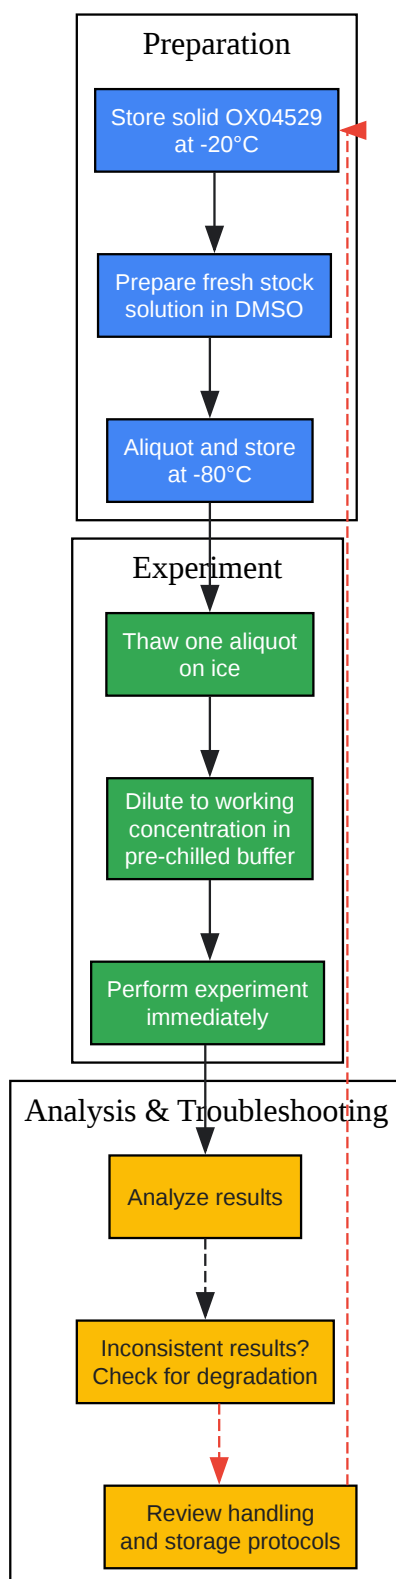 Preparation
Store solid OX04529
at -20°C
Prepare fresh stock
solution in DMSO
Aliquot and store
at -80°C
Experiment
Thaw one aliquot
on ice
Dilute to working
concentration in
pre-chilled buffer
Perform experiment
immediately
Analysis & Troubleshooting
Analyze results
Inconsistent results?
Check for degradation
Review handling
and storage protocols